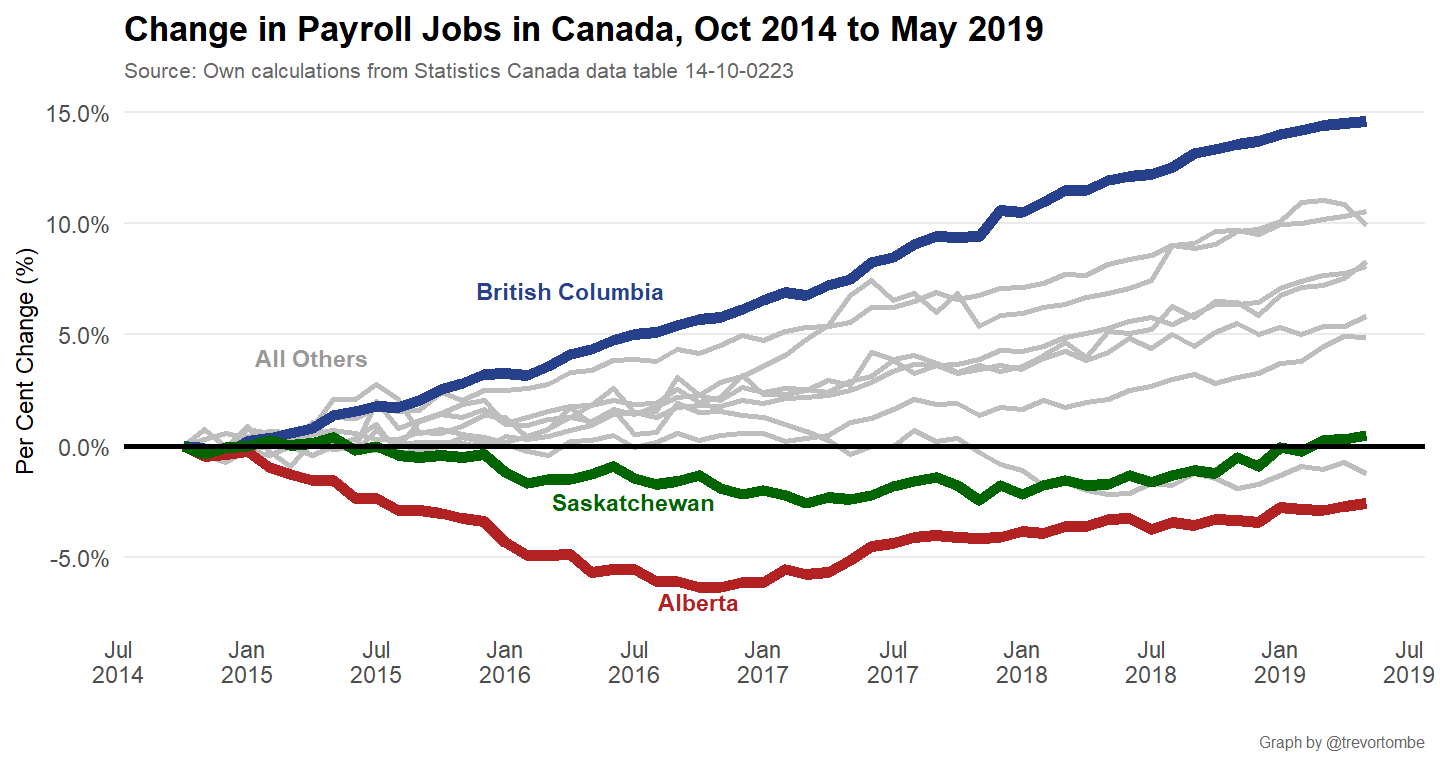 Change in Payroll Jobs in Canada, Oct 2014 to May 2019
Source: Own calculations from Statistics Canada data table 14-10-0223
Per Cent Change (%)
15.0%
10.0%
5.0%
0.0%
-5.0%
British Columbia
All Others
Saskatchewan
Alberta
Jul 2014
Jan 2015
Jul 2015
Jan 2016
Jul 2016
Jan 2017
Jul 2017
Jan 2018
Jul 2018
Jan 2019
Jul 2019
Graph by @trevortombe